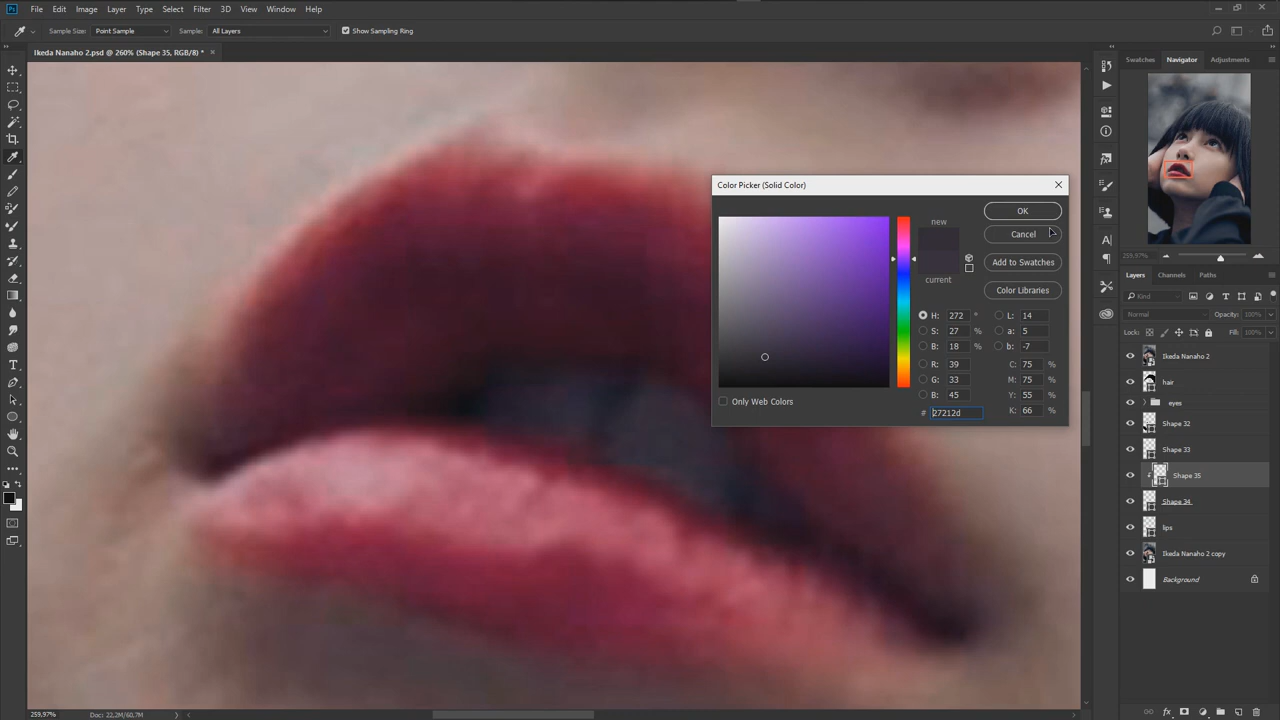 Ps File Edit Image Layer Type Select Filter 3D View Window Help
Sample Size: Point Sample Sample: All Layers Show Sampling Ring
Ikeda Nanaho 2.psd @ 260% (Shape 35, RGB/8) * ×
Swatches Navigator Adjustments
Color Picker (Solid Color)
new
current
OK
Cancel
Add to Swatches
Color Libraries
H: 272 ° L: 14
S: 27 % a: 5
B: 18 % b: -7
R: 39 C: 75 %
G: 33 M: 75 %
B: 45 Y: 55 %
# 27212d K: 66 %
Only Web Colors
259.97%
Layers Channels Paths
Kind
Normal Opacity: 100%
Lock: Fill: 100%
Ikeda Nanaho 2
hair
eyes
Shape 32
Shape 33
Shape 35
Shape 34
lips
Ikeda Nanaho 2 copy
Background
259,97% Doc: 22,2M/60,7M